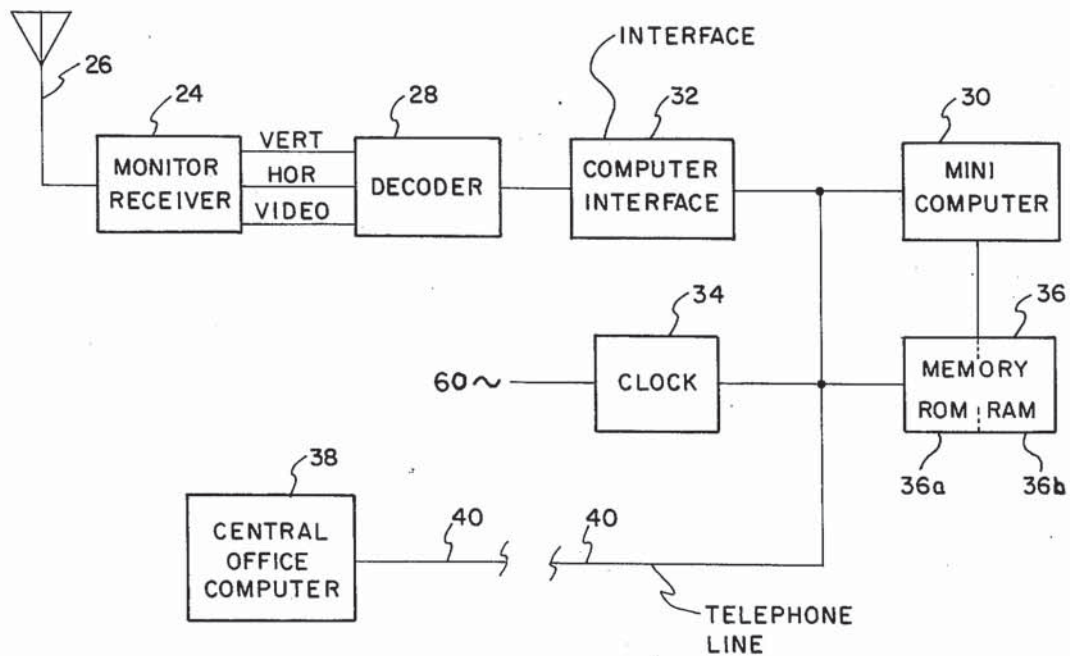 INTERFACE
26
24
28
32
30
VERT
HOR
VIDEO
MONITOR
RECEIVER
DECODER
COMPUTER
INTERFACE
MINI
COMPUTER
34
36
60~
CLOCK
MEMORY
ROM RAM
36a
36b
38
CENTRAL
OFFICE
COMPUTER
40
40
TELEPHONE
LINE